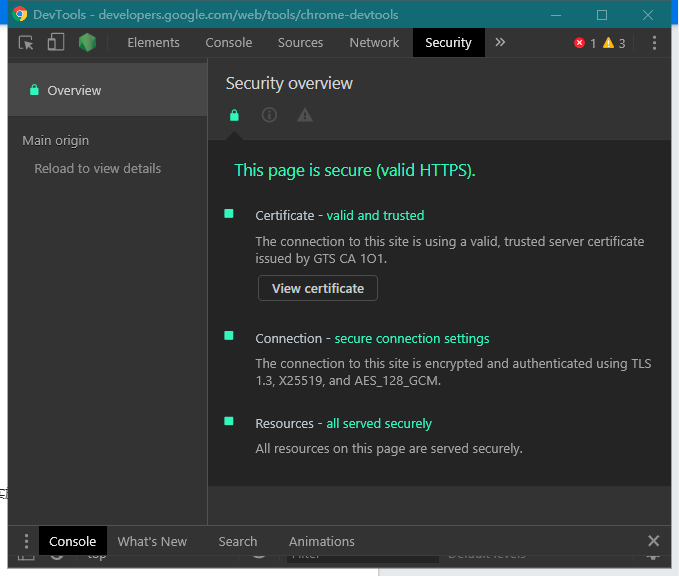 DevTools - developers.google.com/web/tools/chrome-devtools
Elements Console Sources Network Security » 1 3
Overview
Main origin
Reload to view details
Security overview
This page is secure (valid HTTPS).
Certificate - valid and trusted
The connection to this site is using a valid, trusted server certificate
issued by GTS CA 1O1.
View certificate
Connection - secure connection settings
The connection to this site is encrypted and authenticated using TLS
1.3, X25519, and AES_128_GCM.
Resources - all served securely
All resources on this page are served securely.
Console What's New Search Animations
top Filter Default levels